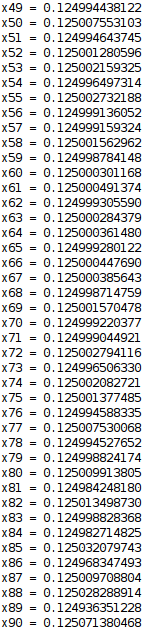 x49 = 0.124994438122
x50 = 0.125007553103
x51 = 0.124994643745
x52 = 0.125001280596
x53 = 0.125002159325
x54 = 0.124996497314
x55 = 0.125002732188
x56 = 0.124999136052
x57 = 0.124999159324
x58 = 0.125001562962
x59 = 0.124998784148
x60 = 0.125000301168
x61 = 0.125000491374
x62 = 0.124999305590
x63 = 0.125000284379
x64 = 0.125000361480
x65 = 0.124999280122
x66 = 0.125000447690
x67 = 0.125000385643
x68 = 0.124998714759
x69 = 0.125001570478
x70 = 0.124999220377
x71 = 0.124999044921
x72 = 0.125002794116
x73 = 0.124996506330
x74 = 0.125002082721
x75 = 0.125001377485
x76 = 0.124994588335
x77 = 0.125007530068
x78 = 0.124994527652
x79 = 0.124998824174
x80 = 0.125009913805
x81 = 0.124984248180
x82 = 0.125013498730
x83 = 0.124998828368
x84 = 0.124982714825
x85 = 0.125032079743
x86 = 0.124968347493
x87 = 0.125009708804
x88 = 0.125028288914
x89 = 0.124936351228
x90 = 0.125071380468